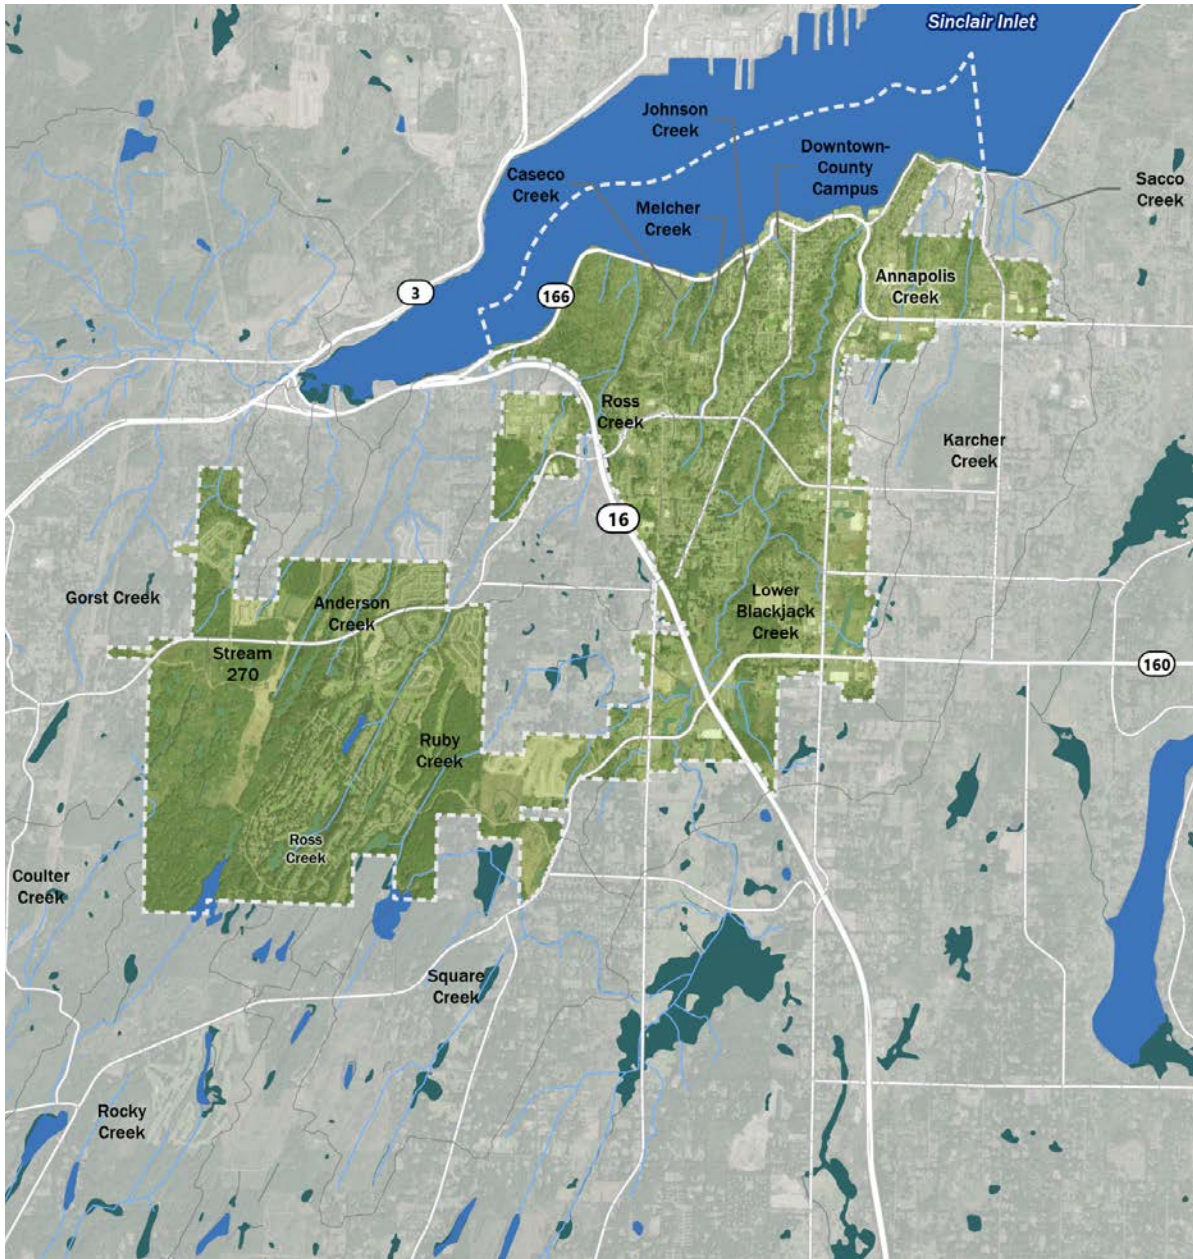 Sinclair Inlet
Johnson
Creek
Downtown-
County
Campus
Caseco
Creek
Sacco
Creek
Melcher
Creek
Annapolis
Creek
3
166
Ross
Creek
Karcher
Creek
16
Gorst Creek
Anderson
Creek
Lower
Blackjack
Creek
Stream
270
160
Ruby
Creek
Ross
Creek
Coulter
Creek
Square
Creek
Rocky
Creek